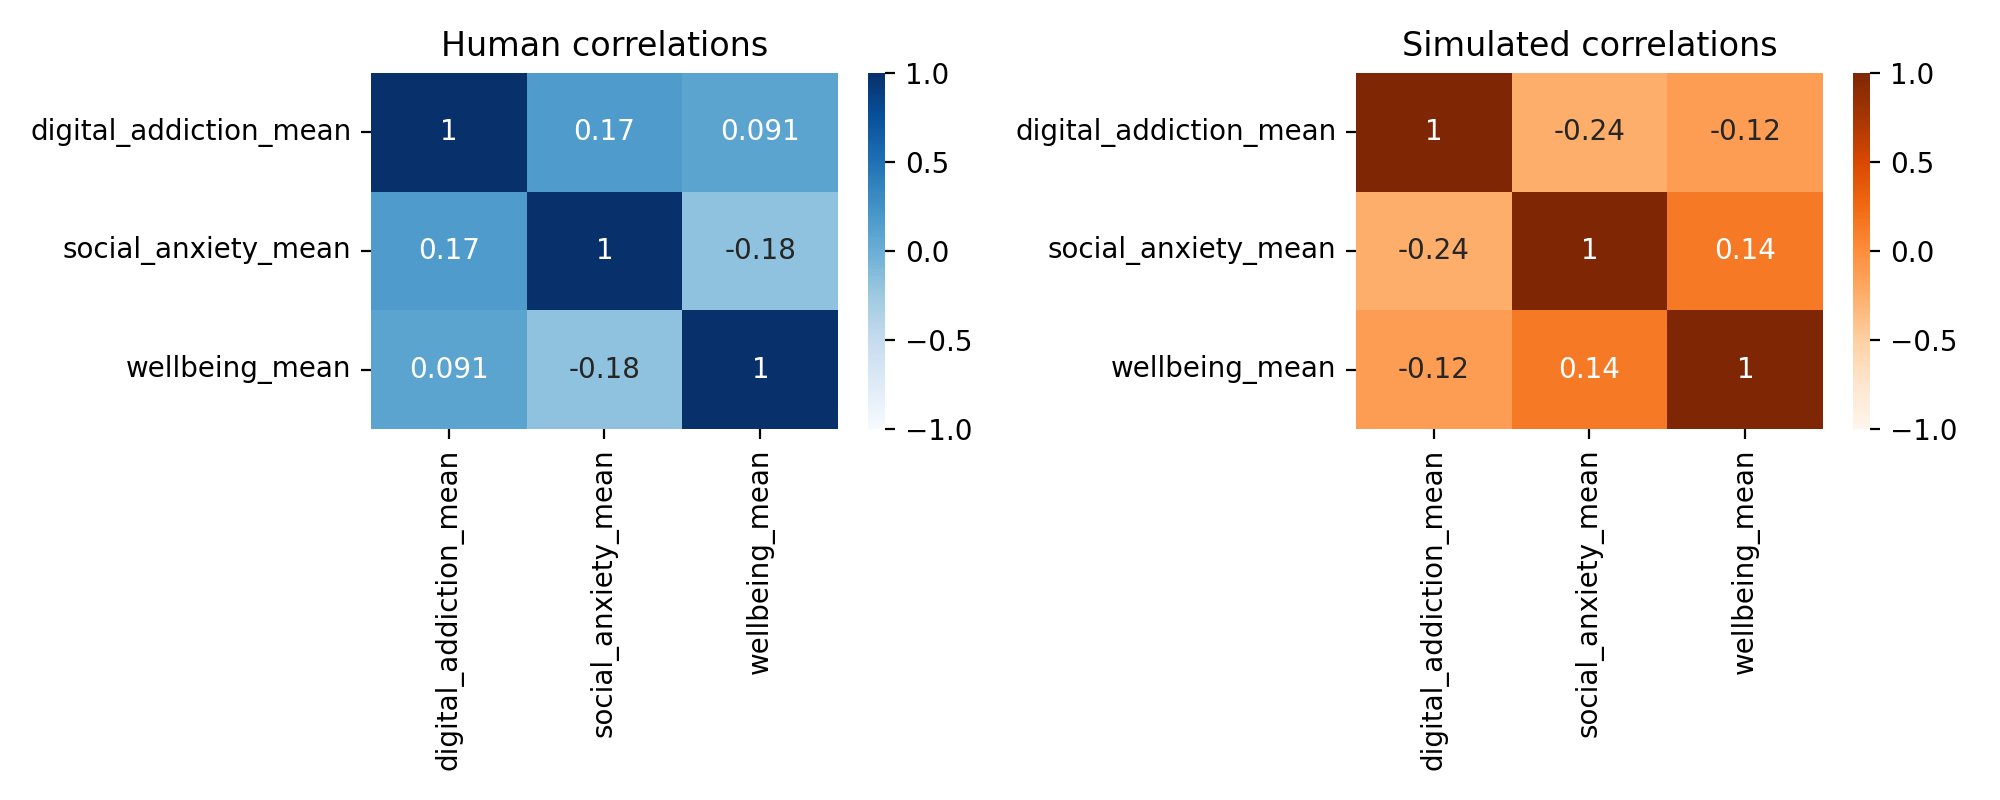 Human correlations
digital_addiction_mean
social_anxiety_mean
wellbeing_mean
1 0.17 0.091
0.17 1 -0.18
0.091 -0.18 1
digital_addiction_mean
social_anxiety_mean
wellbeing_mean
1.0
0.5
0.0
−0.5
−1.0
Simulated correlations
digital_addiction_mean
social_anxiety_mean
wellbeing_mean
1 -0.24 -0.12
-0.24 1 0.14
-0.12 0.14 1
digital_addiction_mean
social_anxiety_mean
wellbeing_mean
1.0
0.5
0.0
−0.5
−1.0